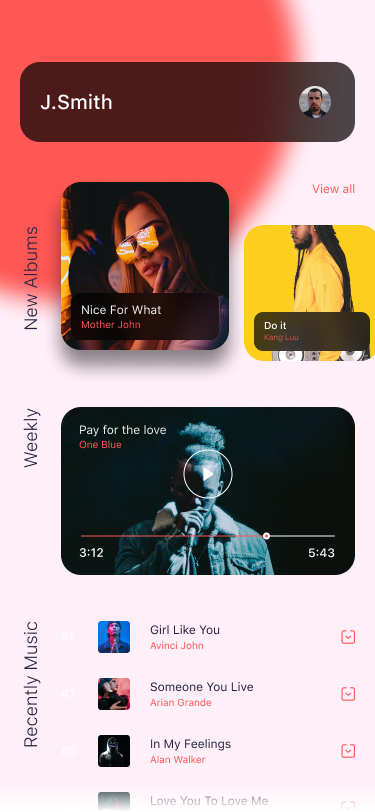 J.Smith
View all
New Albums
Nice For What
Mother John
Do it
Kang Luu
Weekly
Pay for the love
One Blue
3:12
5:43
Recently Music
#1
Girl Like You
Avinci John
#2
Someone You Live
Arian Grande
#3
In My Feelings
Alan Walker
Love You To Love Me